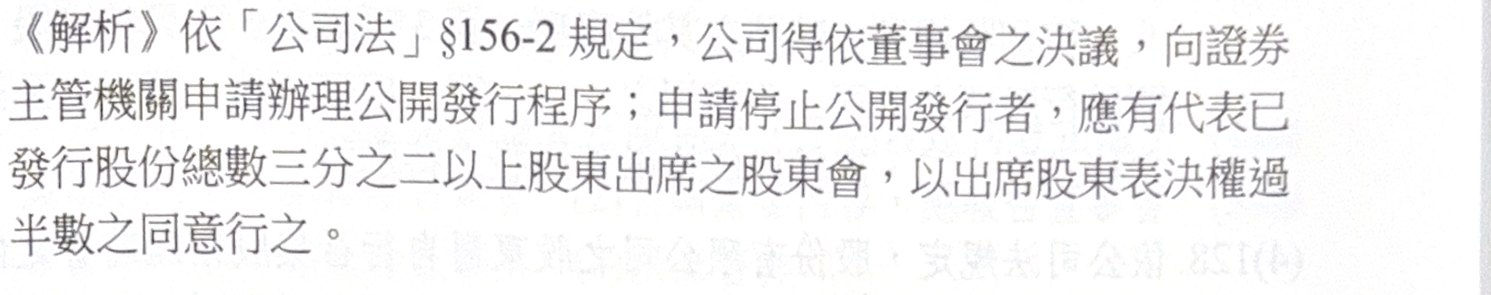 《解析》依「公司法」§156-2 規定，公司得依董事會之決議，向證券
主管機關申請辦理公開發行程序；申請停止公開發行者，應有代表已
發行股份總數三分之二以上股東出席之股東會，以出席股東表決權過
半數之同意行之。